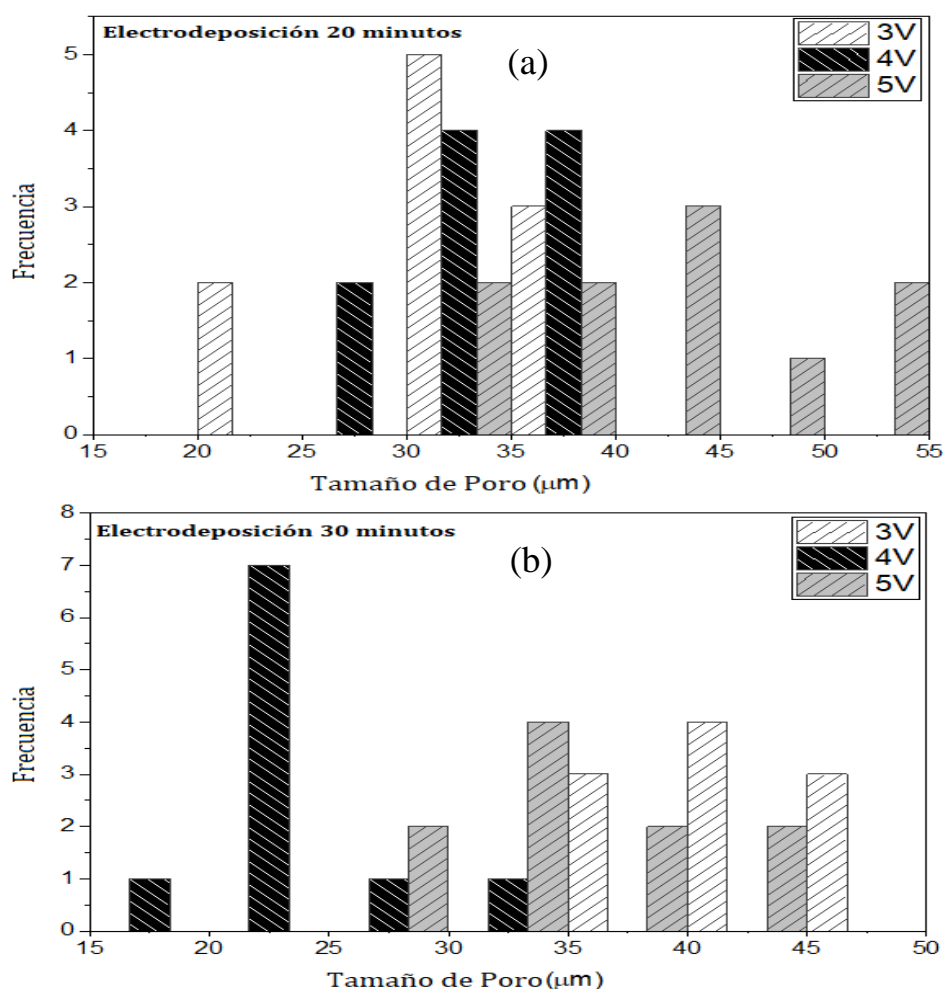 Electrodeposición 20 minutos
(a)
3V
4V
5V
Frecuencia
5
4
3
2
1
0
15 20 25 30 35 40 45 50 55
Tamaño de Poro (μm)
Electrodeposición 30 minutos
(b)
3V
4V
5V
Frecuencia
8
7
6
5
4
3
2
1
0
15 20 25 30 35 40 45 50
Tamaño de Poro (μm)